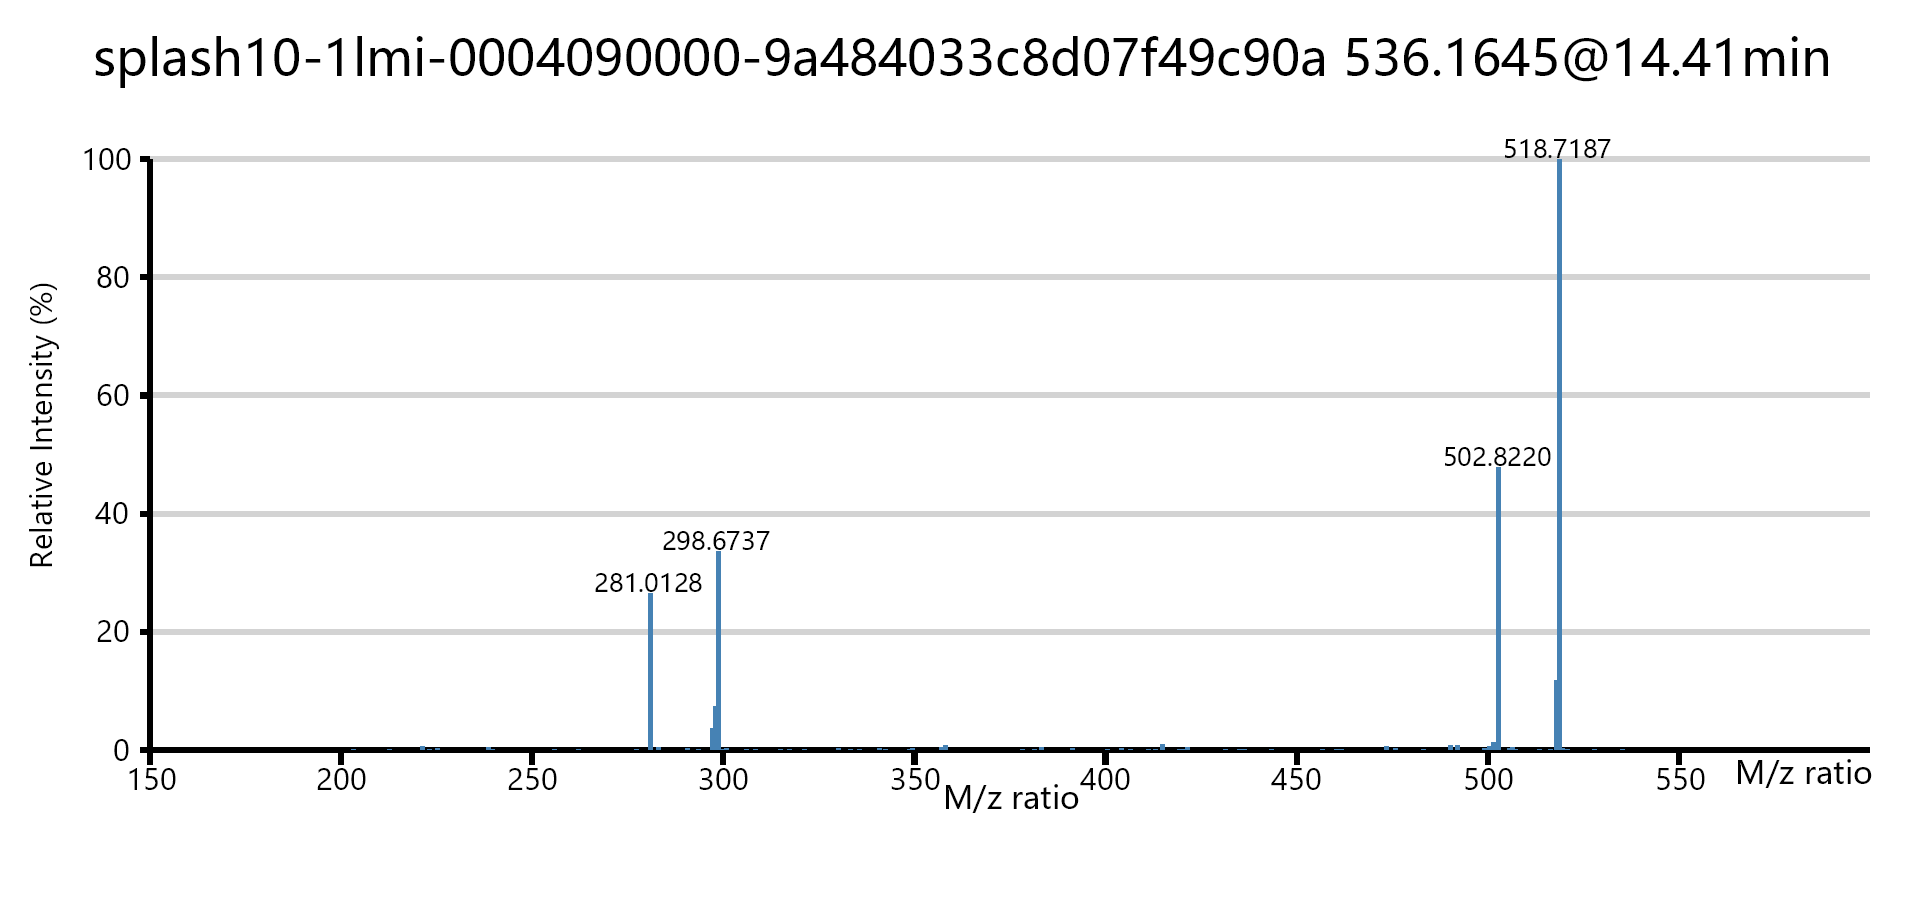 splash10-1lmi-0004090000-9a484033c8d07f49c90a 536.1645@14.41min
518.7187
502.8220
298.6737
281.0128
Relative Intensity (%)
100
80
60
40
20
0
150 200 250 300 350 400 450 500 550 M/z ratio
M/z ratio